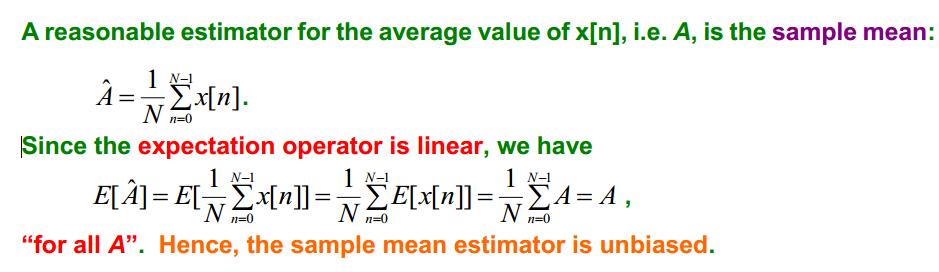 A reasonable estimator for the average value of x[n], i.e. A, is the sample mean:
Â = \frac{1}{N} \sum_{n=0}^{N-1} x[n].
Since the expectation operator is linear, we have
E[Â] = E[\frac{1}{N} \sum_{n=0}^{N-1} x[n]] = \frac{1}{N} \sum_{n=0}^{N-1} E[x[n]] = \frac{1}{N} \sum_{n=0}^{N-1} A = A ,
“for all A”. Hence, the sample mean estimator is unbiased.